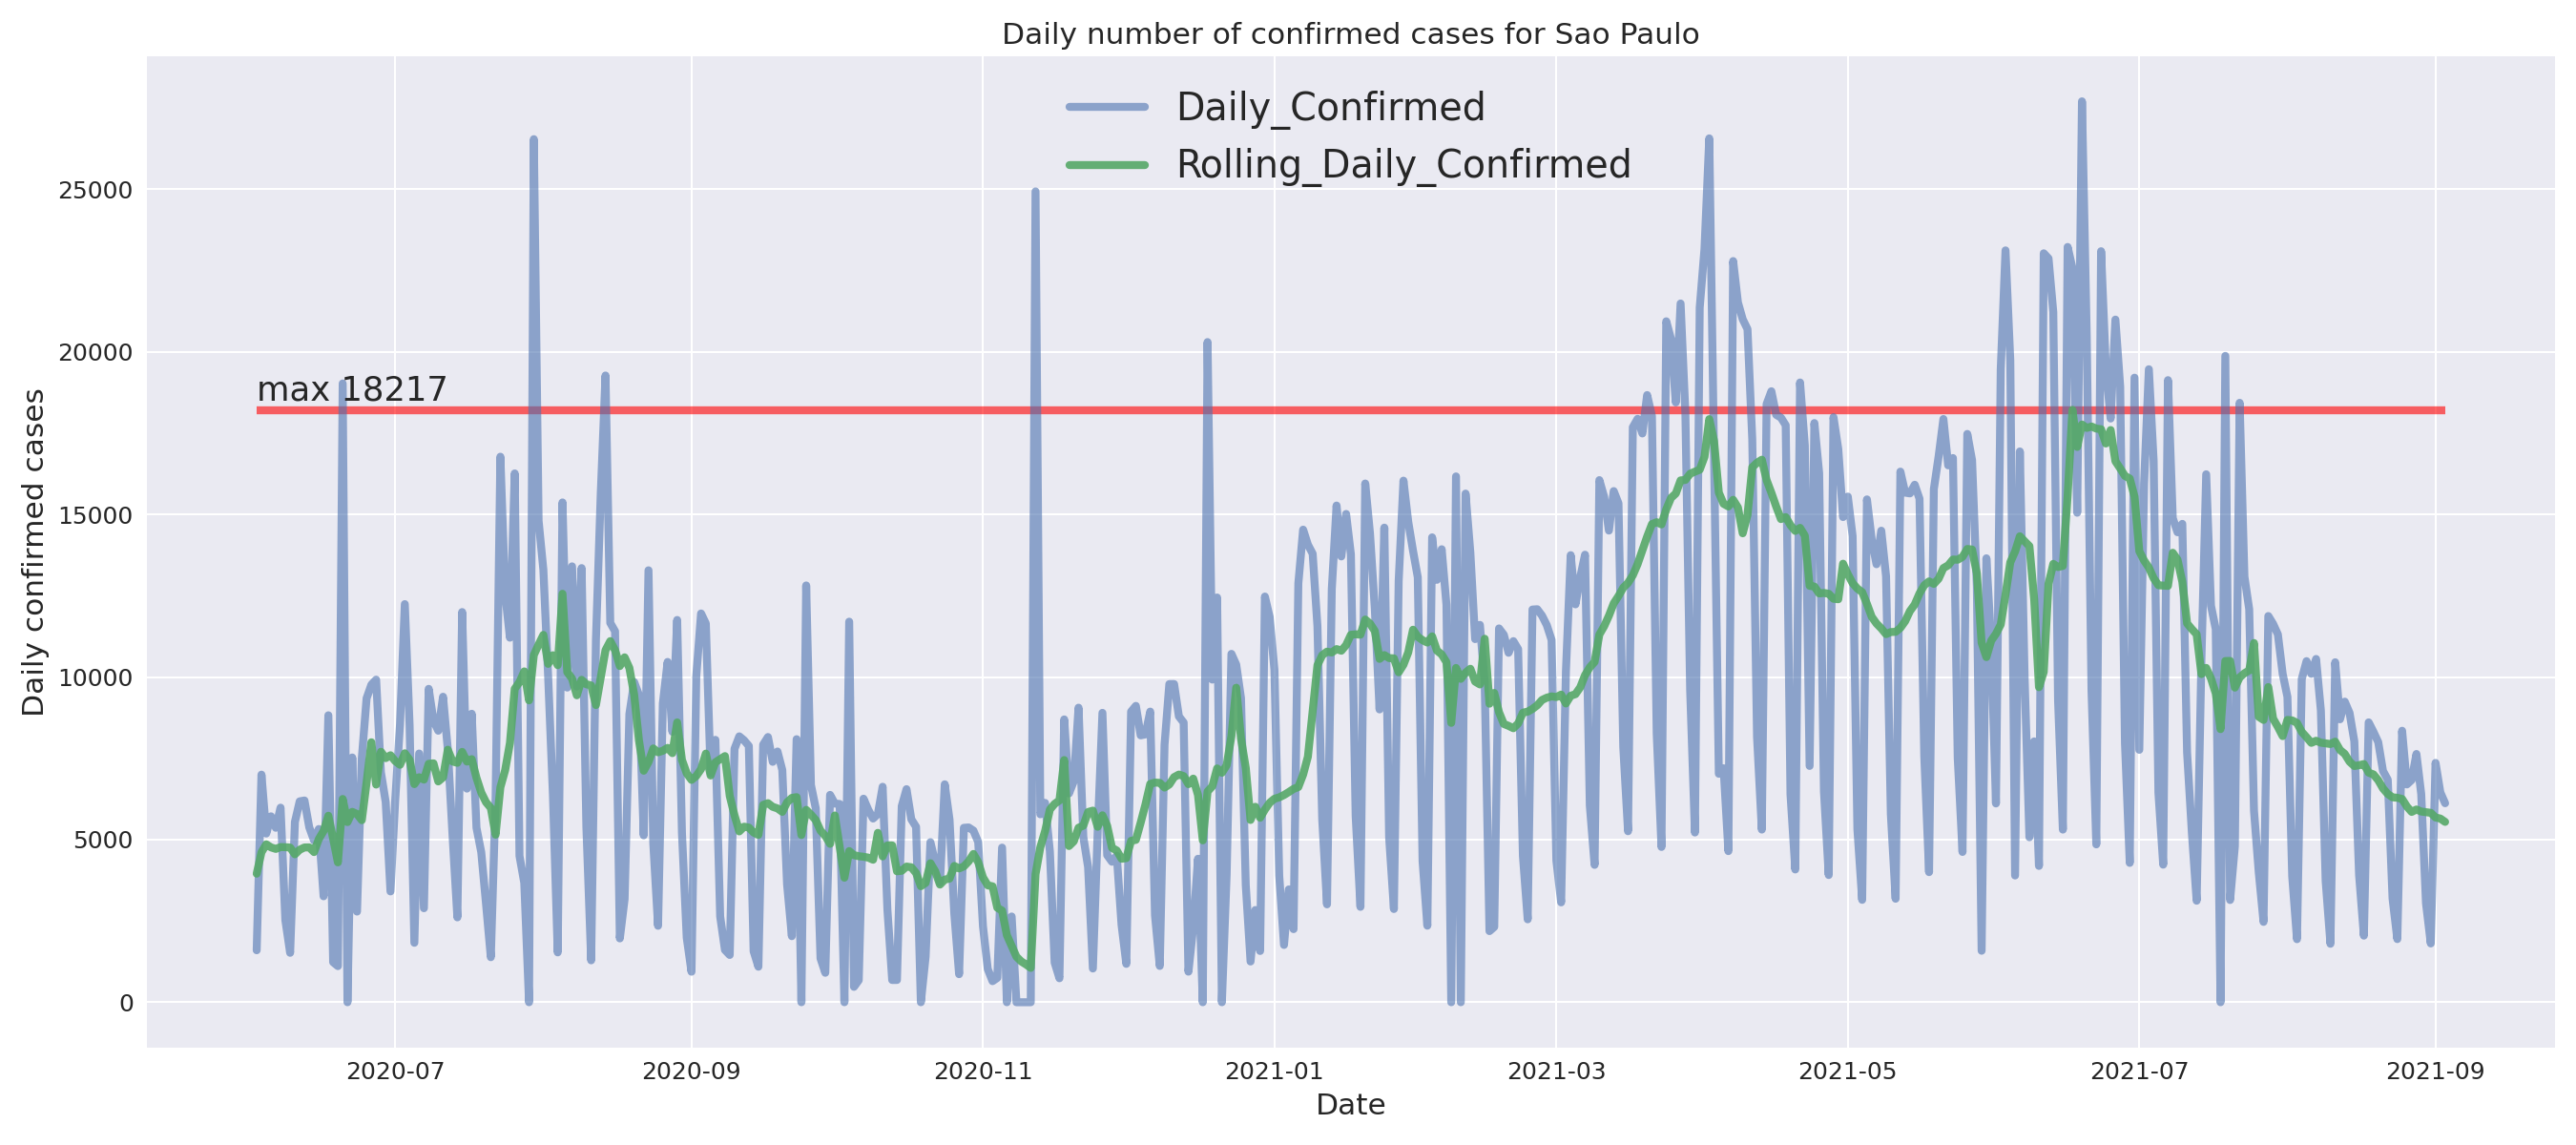 Daily number of confirmed cases for Sao Paulo
Daily_Confirmed
Rolling_Daily_Confirmed
Daily confirmed cases
25000
20000
max 18217
15000
10000
5000
0
2020-07 2020-09 2020-11 2021-01 2021-03 2021-05 2021-07 2021-09
Date